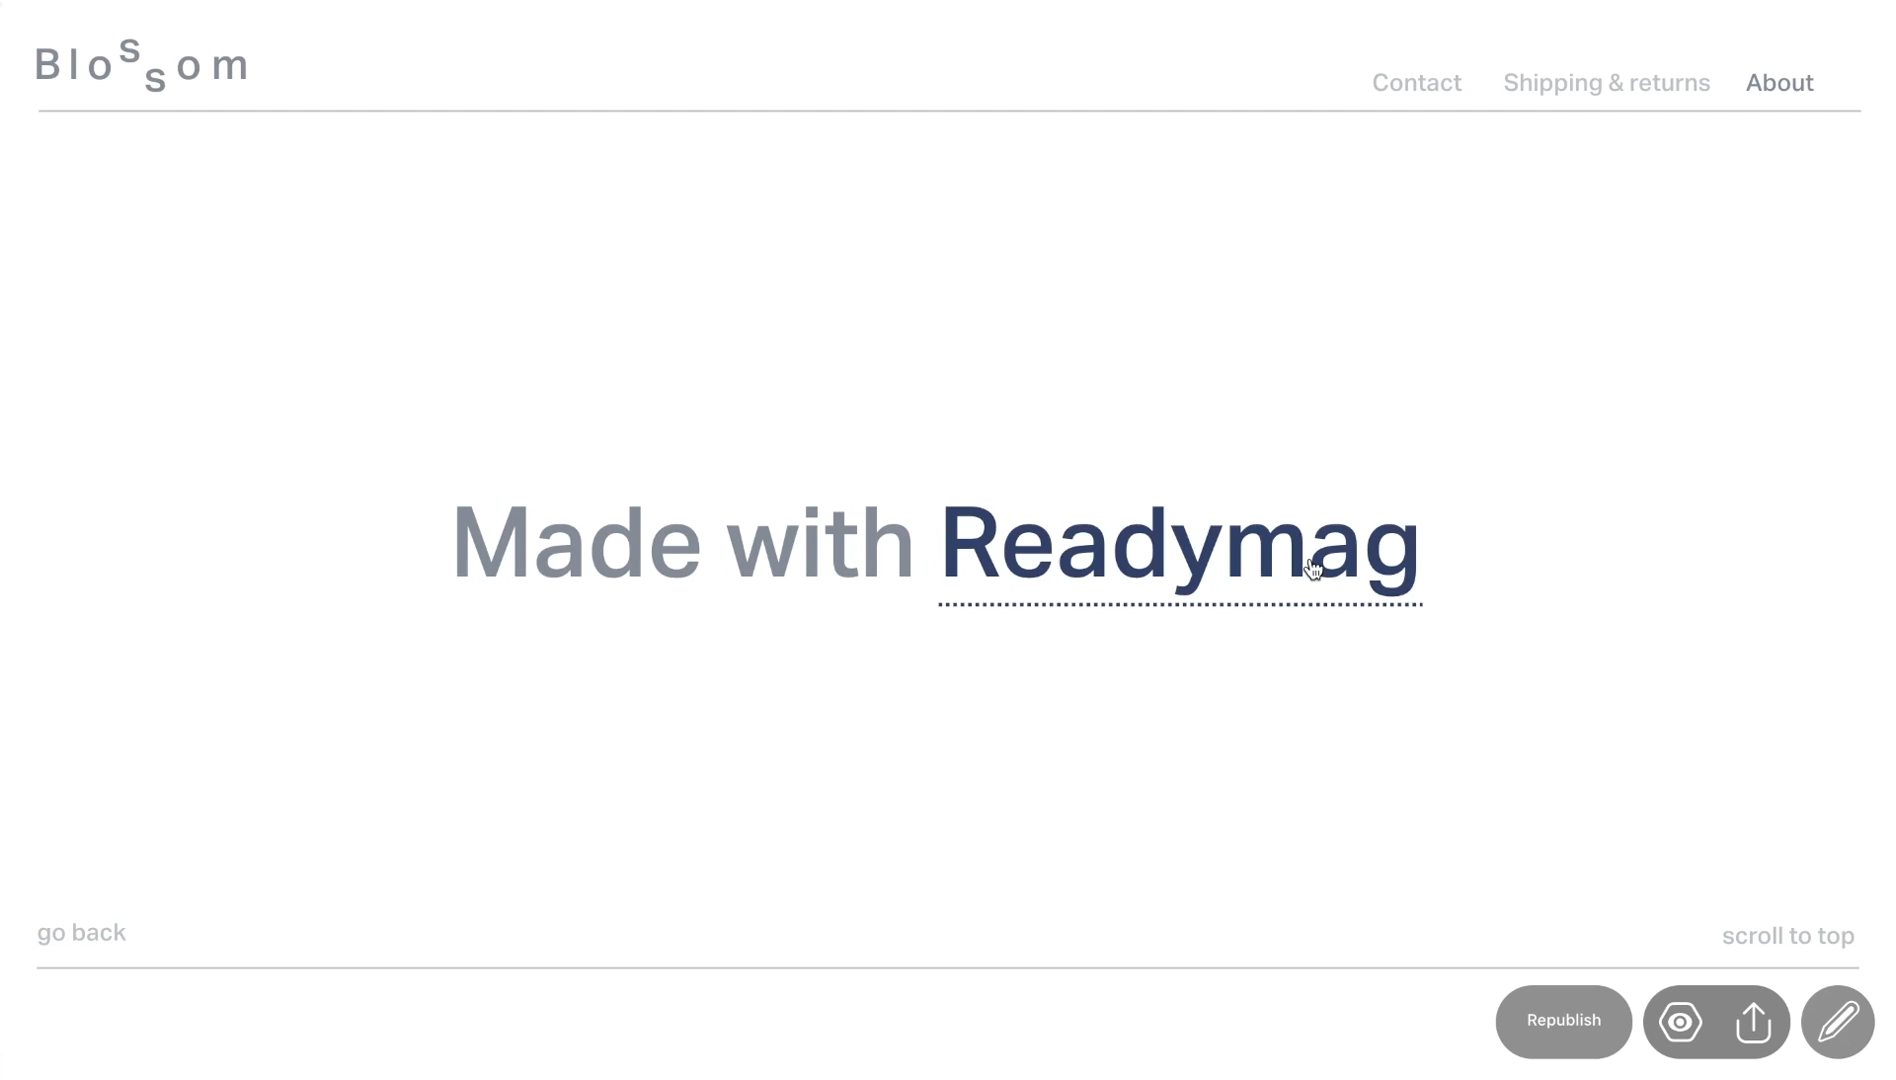 Blossom
Contact Shipping & returns About
Made with Readymag
go back
scroll to top
Republish